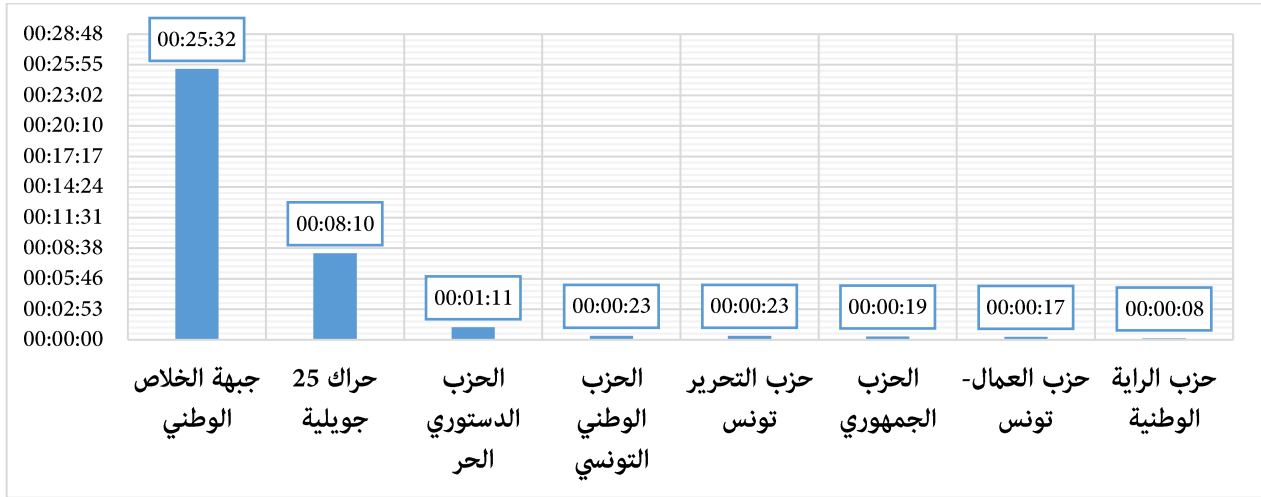 00:28:48
00:25:55
00:23:02
00:20:10
00:17:17
00:14:24
00:11:31
00:08:38
00:05:46
00:02:53
00:00:00
00:25:32
00:08:10
00:01:11
00:00:23
00:00:23
00:00:19
00:00:17
00:00:08
جبهة الخلاص
الوطني
حراك 25
جويلية
الحزب
الدستوري
الحر
الحزب
الوطني
التونسي
حزب التحرير
تونس
الحزب
الجمهوري
حزب العمال-
تونس
حزب الراية
الوطنية